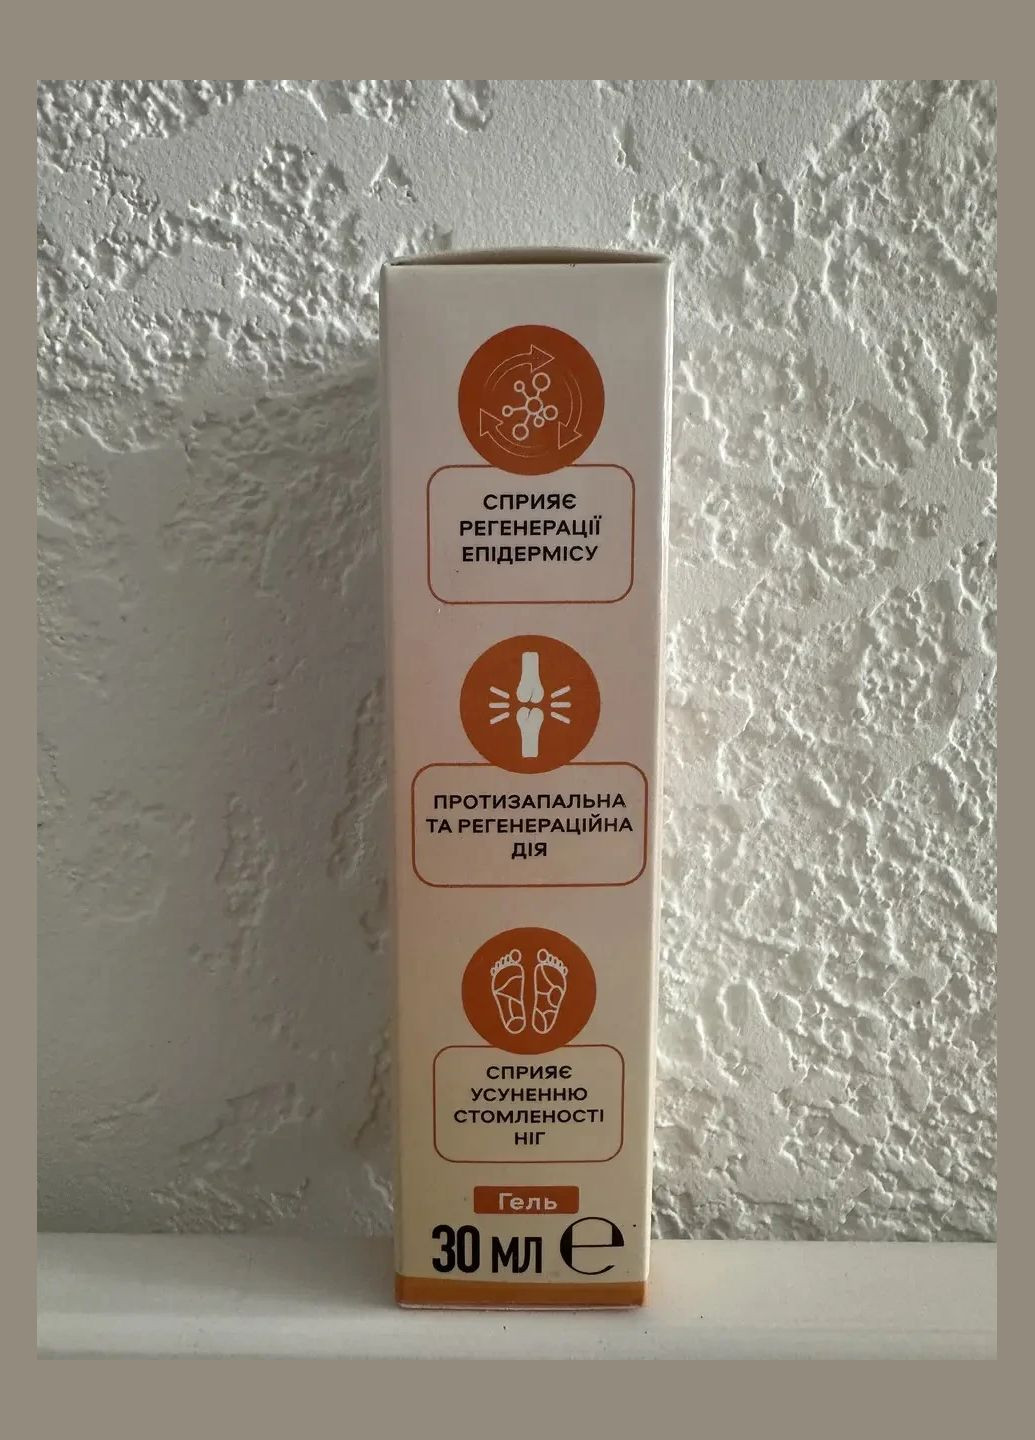 СПРИЯЄ
РЕГЕНЕРАЦІЇ
ЕПІДЕРМІСУ
ПРОТИЗАПАЛЬНА
ТА РЕГЕНЕРАЦІЙНА
ДІЯ
СПРИЯЄ
УСУНЕННЮ
СТОМЛЕНОСТІ
НІГ
Гель
30 МЛ ℮